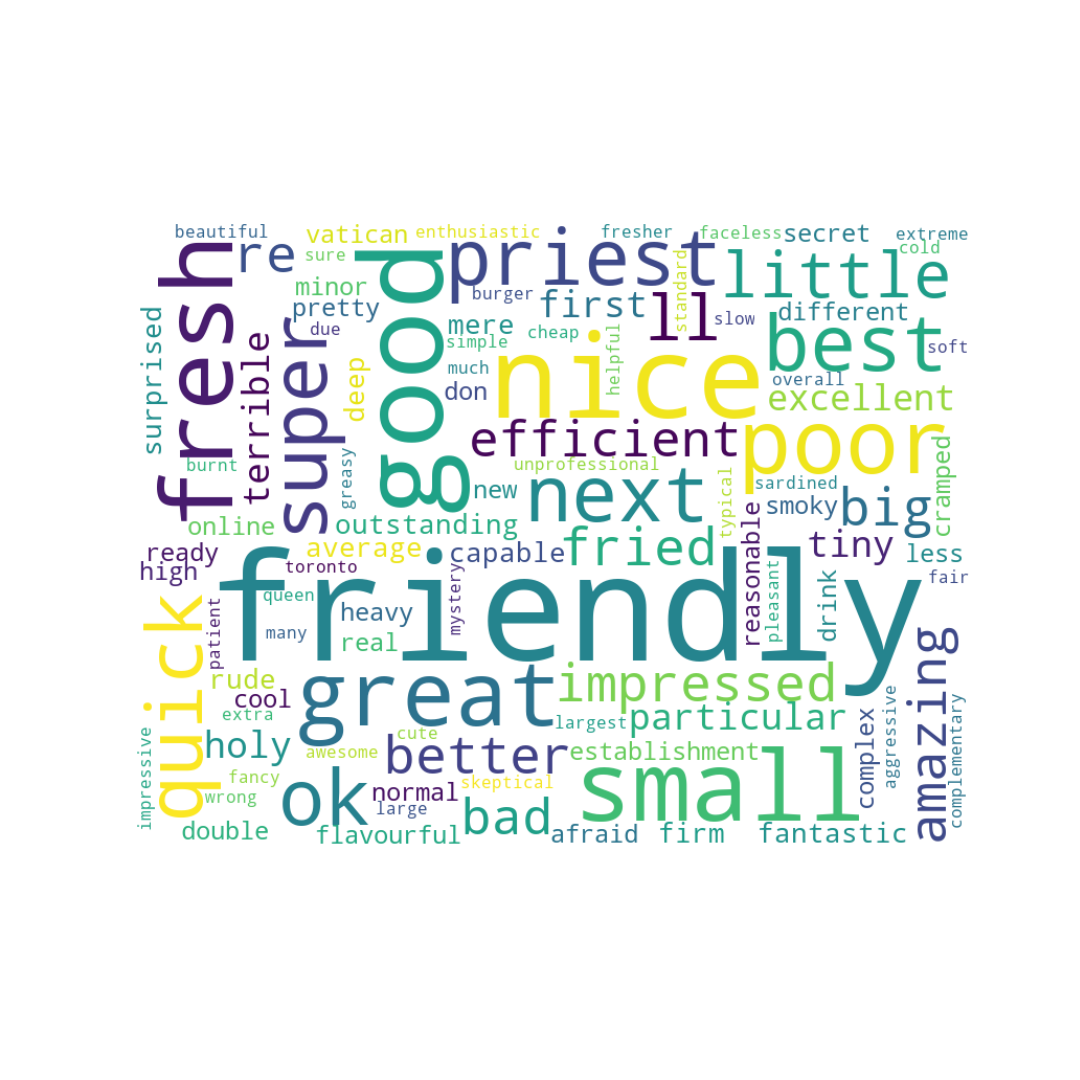 beautiful
vatican
enthusiastic
fresher
faceless
secret
extreme
re
sure
priest
cold
little
fresh
good
minor
burger
first
ll
standard
different
pretty
mere
cheap
slow
surprised
super
due
simple
best
soft
terrible
deep
much
nice
helpful
overall
don
excellent
efficient
poor
burnt
greasy
unprofessional
typical
sardined
cramped
new
next
smoky
big
online
outstanding
reasonable
ready
average
capable
fried
tiny
less
high
toronto
mystery
friendly
pleasant
drink
fair
queen
quick
patient
heavy
many
real
rude
great
impressed
amazing
cool
extra
largest
particular
complex
aggressive
complementary
impressive
holy
cute
better
establishment
awesome
small
fancy
skeptical
wrong
ok
normal
large
bad
double
flavourful
afraid
firm
fantastic